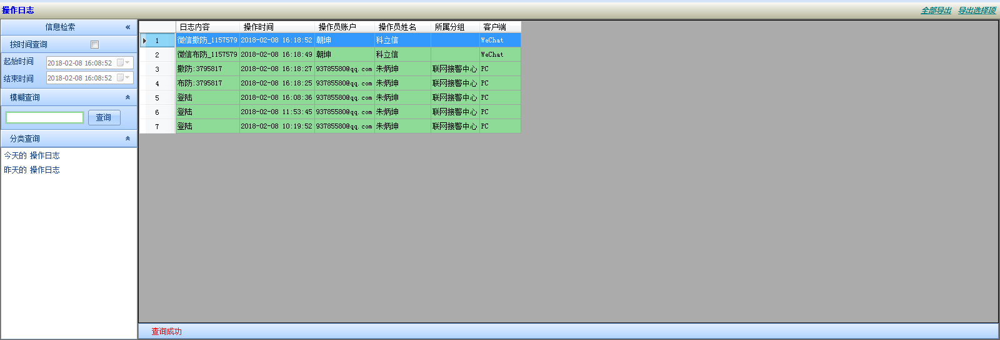 操作日志
全部导出 导出选择项
信息检索 «
按时间查询
起始时间 2018-02-08 16:08:52
结束时间 2018-02-08 16:08:52
模糊查询
查询
分类查询
今天的 操作日志
昨天的 操作日志
日志内容 操作时间 操作员账户 操作员姓名 所属分组 客户端
1 微信撤防_1157579 2018-02-08 16:18:52 朝坤 科立信 WeChat
2 微信布防_1157579 2018-02-08 16:18:49 朝坤 科立信 WeChat
3 撤防:3795817 2018-02-08 16:18:27 93785580@qq.com 朱炳坤 联网接警中心 PC
4 布防:3795817 2018-02-08 16:18:25 93785580@qq.com 朱炳坤 联网接警中心 PC
5 登陆 2018-02-08 16:08:36 93785580@qq.com 朱炳坤 联网接警中心 PC
6 登陆 2018-02-08 11:53:45 93785580@qq.com 朱炳坤 联网接警中心 PC
7 登陆 2018-02-08 10:19:52 93785580@qq.com 朱炳坤 联网接警中心 PC
查询成功